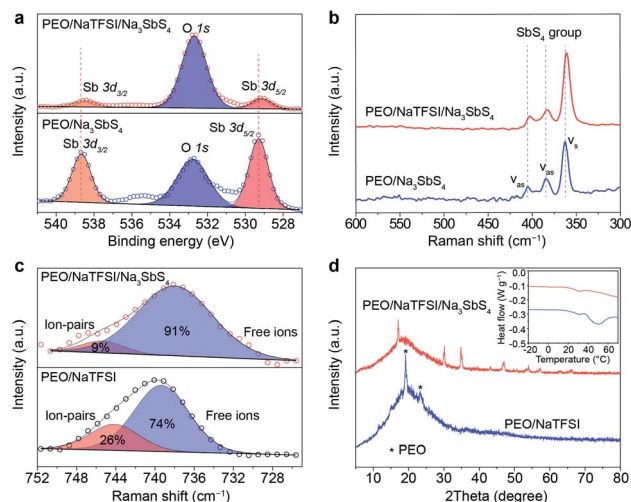 a
PEO/NaTFSI/Na₃SbS₄
O 1s
Sb 3d₃/₂
Sb 3d₅/₂
PEO/Na₃SbS₄
Sb 3d₃/₂
O 1s
Sb 3d₅/₂
Intensity (a.u.)
540 538 536 534 532 530 528
Binding energy (eV)
b
SbS₄ group
PEO/NaTFSI/Na₃SbS₄
νₛ
νₐₛ
νₐₛ
PEO/Na₃SbS₄
Intensity (a.u.)
600 550 500 450 400 350 300
Raman shift (cm⁻¹)
c
PEO/NaTFSI/Na₃SbS₄
Ion-pairs
91%
Free ions
9%
PEO/NaTFSI
Ion-pairs
Free ions
74%
26%
Intensity (a.u.)
752 748 744 740 736 732 728
Raman shift (cm⁻¹)
d
PEO/NaTFSI/Na₃SbS₄
0.0
-0.1
-0.2
-0.3
-0.4
-0.5
Heat flow (W g⁻¹)
-20 0 20 40 60
Temperature (°C)
*
*
PEO/NaTFSI
* PEO
Intensity (a.u.)
10 20 30 40 50 60 70 80
2Theta (degree)